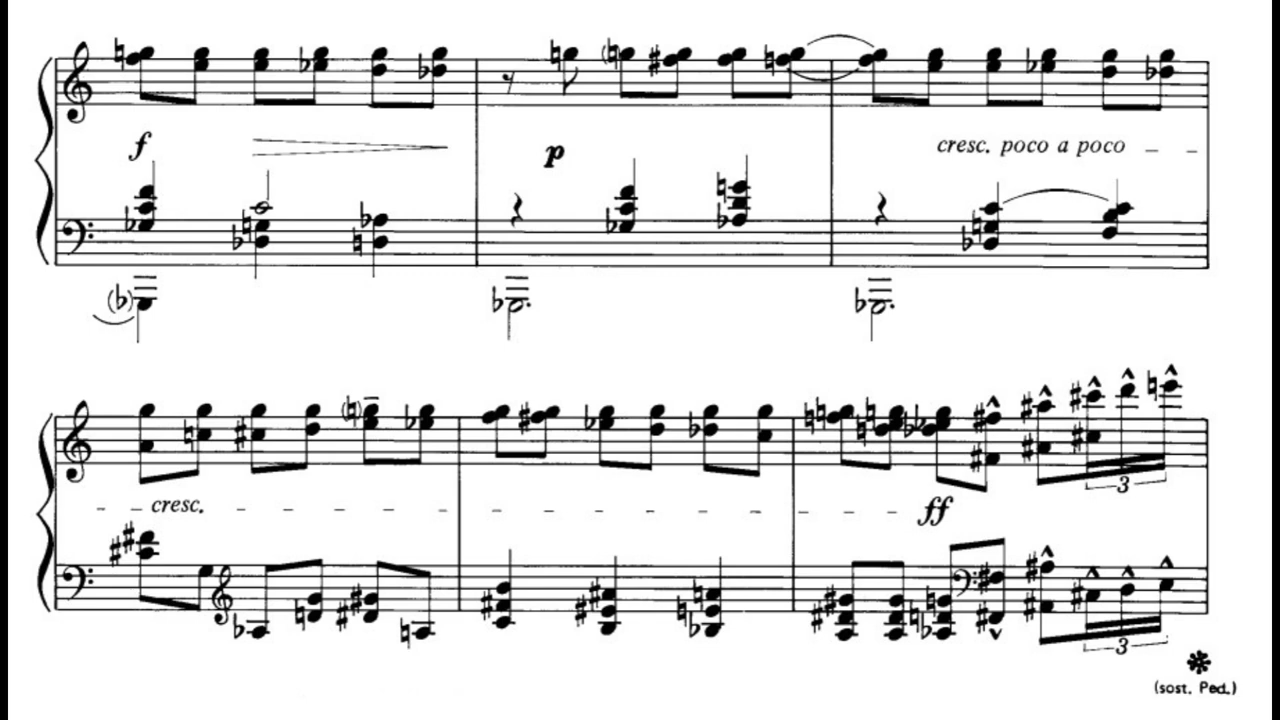 f
p
cresc. poco a poco
cresc.
ff
3
3
(sost. Ped.)